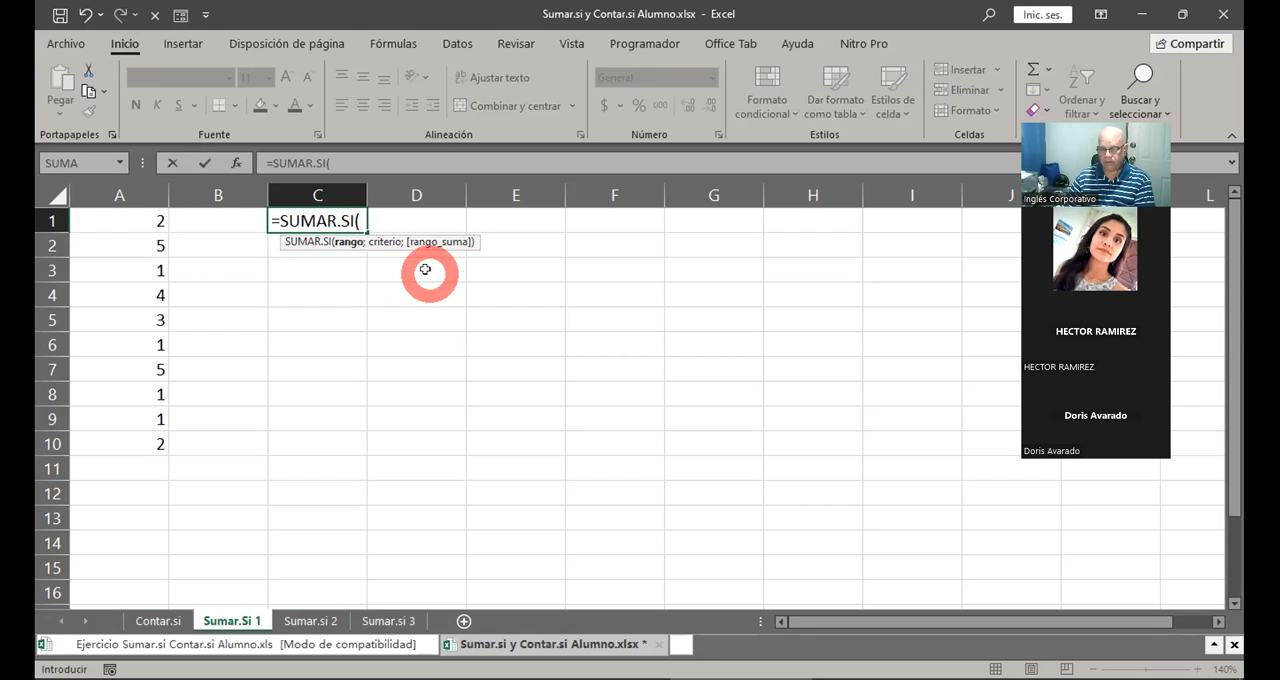 Sumar.si y Contar.si Alumno.xlsx - Excel
Inic. ses.
Archivo Inicio Insertar Disposición de página Fórmulas Datos Revisar Vista Programador Office Tab Ayuda Nitro Pro Compartir
Pegar
11 A A
N K S A
Ajustar texto
Combinar y centrar
General
$ % 000
Formato condicional
Dar formato como tabla
Estilos de celda
Insertar
Eliminar
Formato
Ordenar y filtrar
Buscar y seleccionar
Portapapeles Fuente Alineación Número Estilos Celdas
SUMA fx =SUMAR.SI(
A B C D E F G H I J L
1 2 =SUMAR.SI(
SUMAR.SI(rango; criterio; [rango_suma])
2 5
3 1
4 4
5 3
6 1
7 5
8 1
9 1
10 2
11
12
13
14
15
16
Inglés Corporativo
HECTOR RAMIREZ
HECTOR RAMIREZ
Doris Avarado
Doris Avarado
Contar.si Sumar.Si 1 Sumar.si 2 Sumar.si 3
Ejercicio Sumar.si Contar.si Alumno.xls [Modo de compatibilidad] Sumar.si y Contar.si Alumno.xlsx *
Introducir 140%